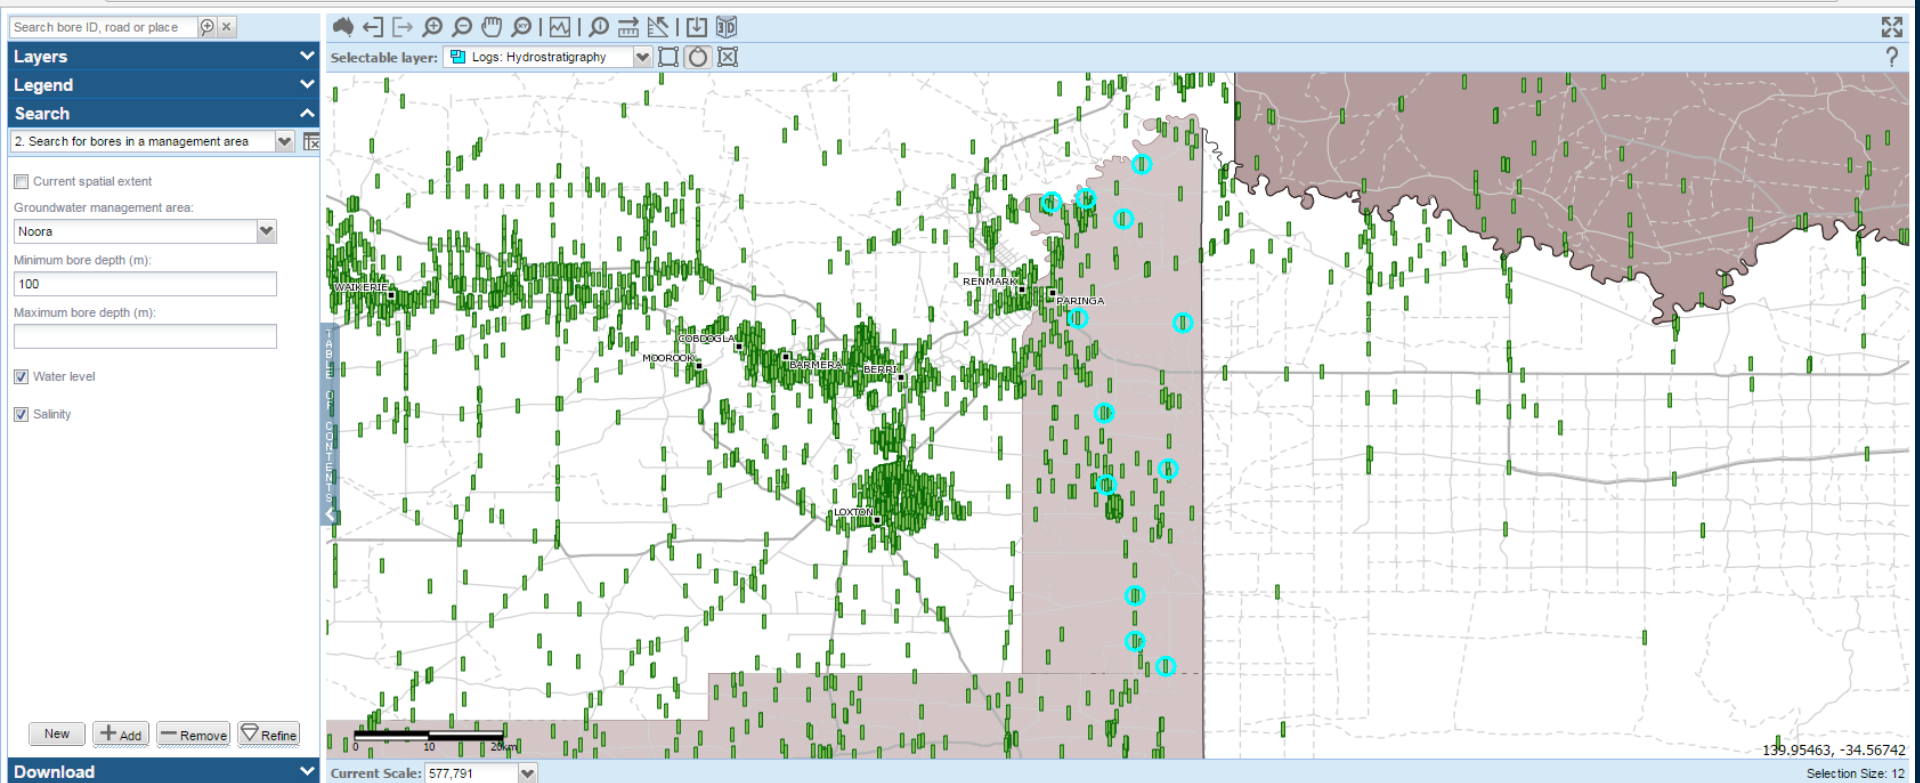 Search bore ID, road or place
Layers
Legend
Search
2. Search for bores in a management area
Current spatial extent
Groundwater management area:
Noora
Minimum bore depth (m):
100
Maximum bore depth (m):
Water level
Salinity
New
Add
Remove
Refine
Download
3D
Selectable layer:
Logs: Hydrostratigraphy
?
TABLE OF CONTENTS
WAIKERIE
RENMARK
PARINGA
COBDOGLA
MOOROOK
BARMERA
BERRI
LOXTON
0 10 20km
139.95463, -34.56742
Current Scale: 577,791
Selection Size: 12